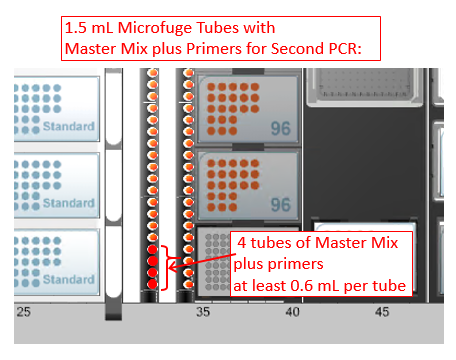 1.5 mL Microfuge Tubes with
Master Mix plus Primers for Second PCR:
Standard
96
Standard
96
Standard
4 tubes of Master Mix
plus primers
at least 0.6 mL per tube
25
35
40
45